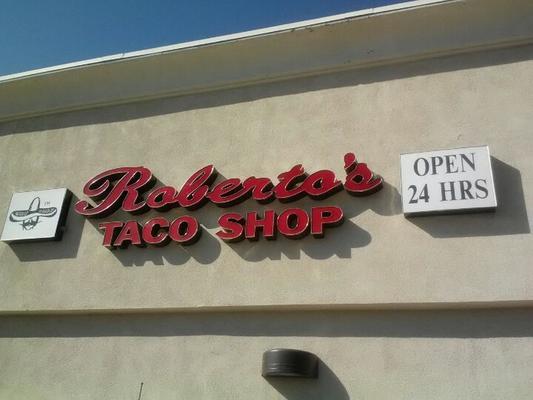 Roberto's
TACO SHOP
OPEN
24 HRS